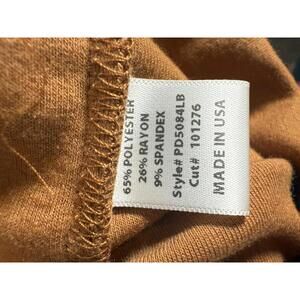 65% POLYESTER
26% RAYON
9% SPANDEX
Style# PD5084LB
Cut# 101276
MADE IN USA